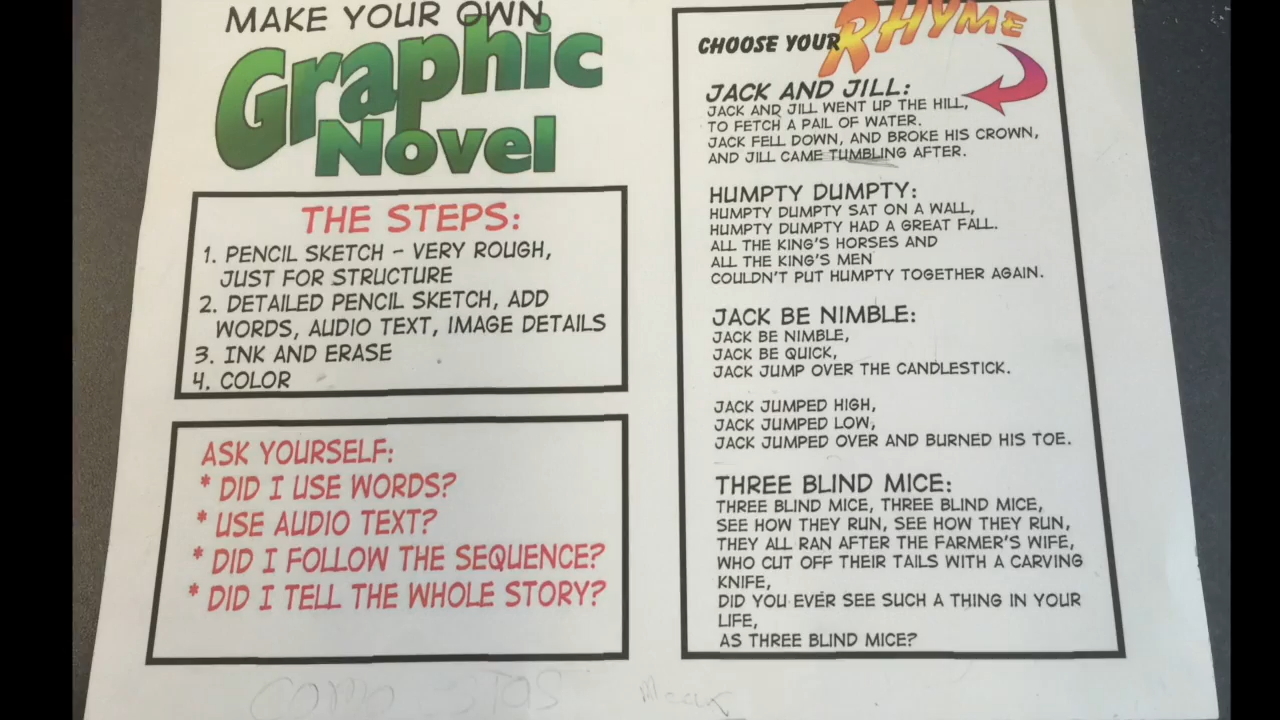 MAKE YOUR OWN
Graphic
Novel
THE STEPS:
1. PENCIL SKETCH - VERY ROUGH,
JUST FOR STRUCTURE
2. DETAILED PENCIL SKETCH, ADD
WORDS, AUDIO TEXT, IMAGE DETAILS
3. INK AND ERASE
4. COLOR
ASK YOURSELF:
* DID I USE WORDS?
* USE AUDIO TEXT?
* DID I FOLLOW THE SEQUENCE?
* DID I TELL THE WHOLE STORY?
CHOOSE YOUR RHYME
JACK AND JILL:
JACK AND JILL WENT UP THE HILL,
TO FETCH A PAIL OF WATER.
JACK FELL DOWN, AND BROKE HIS CROWN,
AND JILL CAME TUMBLING AFTER.
HUMPTY DUMPTY:
HUMPTY DUMPTY SAT ON A WALL,
HUMPTY DUMPTY HAD A GREAT FALL.
ALL THE KING'S HORSES AND
ALL THE KING'S MEN
COULDN'T PUT HUMPTY TOGETHER AGAIN.
JACK BE NIMBLE:
JACK BE NIMBLE,
JACK BE QUICK,
JACK JUMP OVER THE CANDLESTICK.
JACK JUMPED HIGH,
JACK JUMPED LOW,
JACK JUMPED OVER AND BURNED HIS TOE.
THREE BLIND MICE:
THREE BLIND MICE, THREE BLIND MICE,
SEE HOW THEY RUN, SEE HOW THEY RUN,
THEY ALL RAN AFTER THE FARMER'S WIFE,
WHO CUT OFF THEIR TAILS WITH A CARVING
KNIFE,
DID YOU EVER SEE SUCH A THING IN YOUR
LIFE,
AS THREE BLIND MICE?